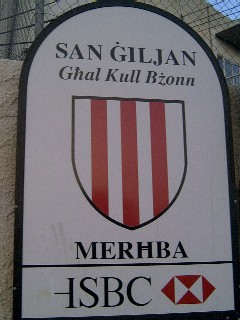 SAN ĠILJAN
Għal Kull Bżonn
MERĦBA
HSBC